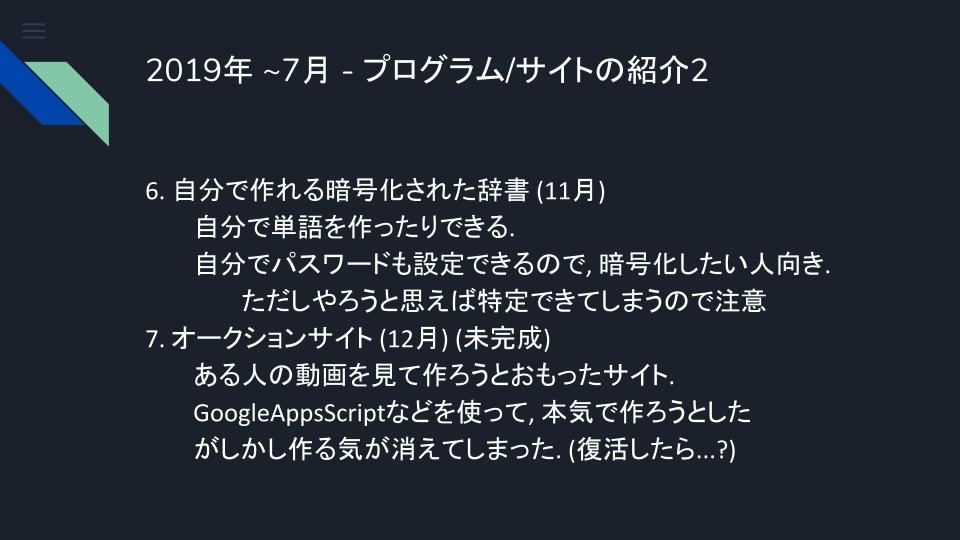 2019年 ~7月 - プログラム/サイトの紹介2
6. 自分で作れる暗号化された辞書 (11月)
自分で単語を作ったりできる.
自分でパスワードも設定できるので, 暗号化したい人向き.
ただしやろうと思えば特定できてしまうので注意
7. オークションサイト (12月) (未完成)
ある人の動画を見て作ろうとおもったサイト.
GoogleAppsScriptなどを使って, 本気で作ろうとした
がしかし作る気が消えてしまった. (復活したら...?)